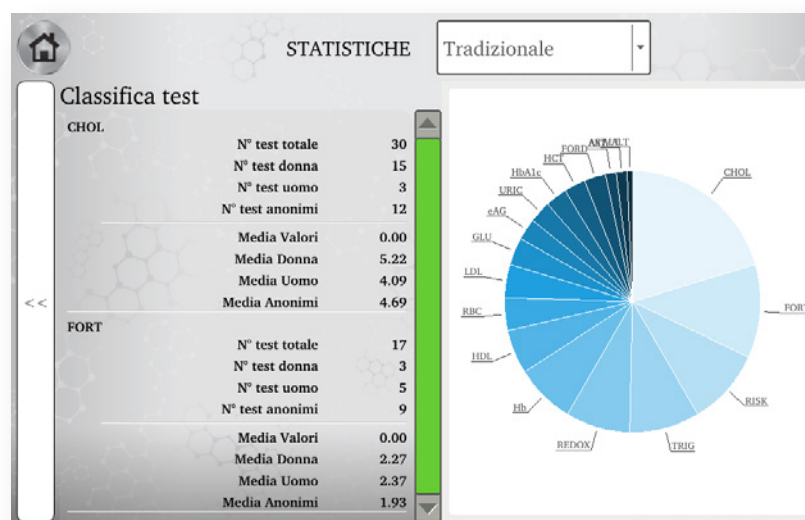 STATISTICHE
Tradizionale
Classifica test
CHOL
N° test totale 30
N° test donna 15
N° test uomo 3
N° test anonimi 12
Media Valori 0.00
Media Donna 5.22
Media Uomo 4.09
Media Anonimi 4.69
FORT
N° test totale 17
N° test donna 3
N° test uomo 5
N° test anonimi 9
Media Valori 0.00
Media Donna 2.27
Media Uomo 2.37
Media Anonimi 1.93
<<
CHOL
FORT
RISK
TRIG
REDOX
Hb
HDL
RBC
LDL
GLU
eAG
URIC
HbA1c
HCT
FORD